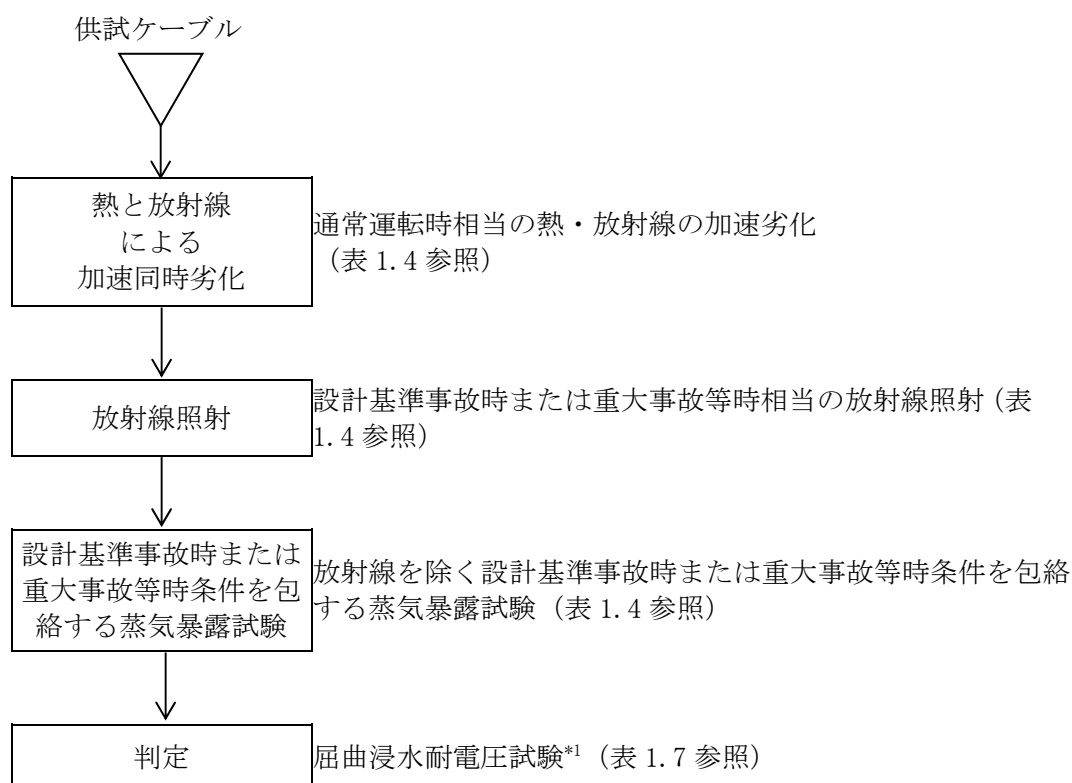 供試ケーブル
熱と放射線
による
加速同時劣化
通常運転時相当の熱・放射線の加速劣化
（表 1.4 参照）
放射線照射
設計基準事故時または重大事故等時相当の放射線照射（表
1.4 参照）
設計基準事故時または
重大事故等時条件を包
絡する蒸気暴露試験
放射線を除く設計基準事故時または重大事故等時条件を包絡
する蒸気暴露試験（表 1.4 参照）
判定
屈曲浸水耐電圧試験*1（表 1.7 参照）